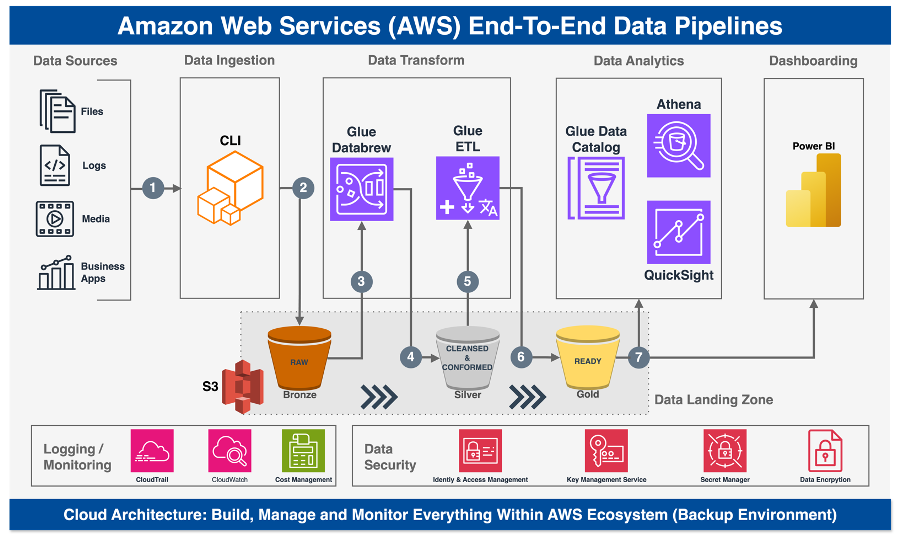 Amazon Web Services (AWS) End-To-End Data Pipelines
Data Sources
Data Ingestion
Data Transform
Data Analytics
Dashboarding
Files
Logs
Media
Business
Apps
1
CLI
2
Glue
Databrew
Glue
ETL
3
5
Glue Data
Catalog
Athena
QuickSight
Power BI
S3
RAW
Bronze
4
CLEANSED
&
CONFORMED
Silver
6
READY
Gold
7
Data Landing Zone
Logging /
Monitoring
CloudTrail
CloudWatch
Cost Management
Data
Security
Identiy & Access Management
Key Management Service
Secret Manager
Data Encrpytion
Cloud Architecture: Build, Manage and Monitor Everything Within AWS Ecosystem (Backup Environment)